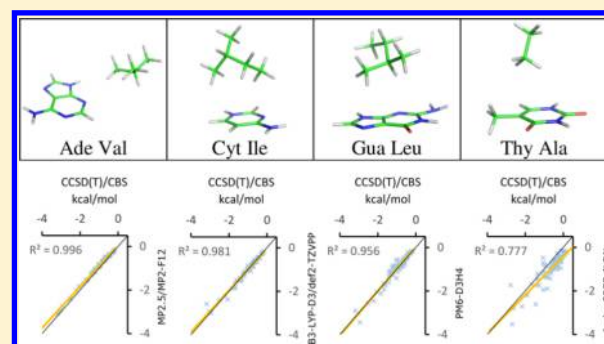 Ade Val
Cyt Ile
Gua Leu
Thy Ala
CCSD(T)/CBS
kcal/mol
-4 -2 0
R² = 0.996
0
-2
-4
MP2.5/MP2-F12
CCSD(T)/CBS
kcal/mol
-4 -2 0
R² = 0.981
0
-2
-4
B3-LYP-D3/def2-TZVPP
CCSD(T)/CBS
kcal/mol
-4 -2 0
R² = 0.956
0
-2
-4
PM6-D3H4
CCSD(T)/CBS
kcal/mol
-4 -2 0
R² = 0.777
0
-2
-4